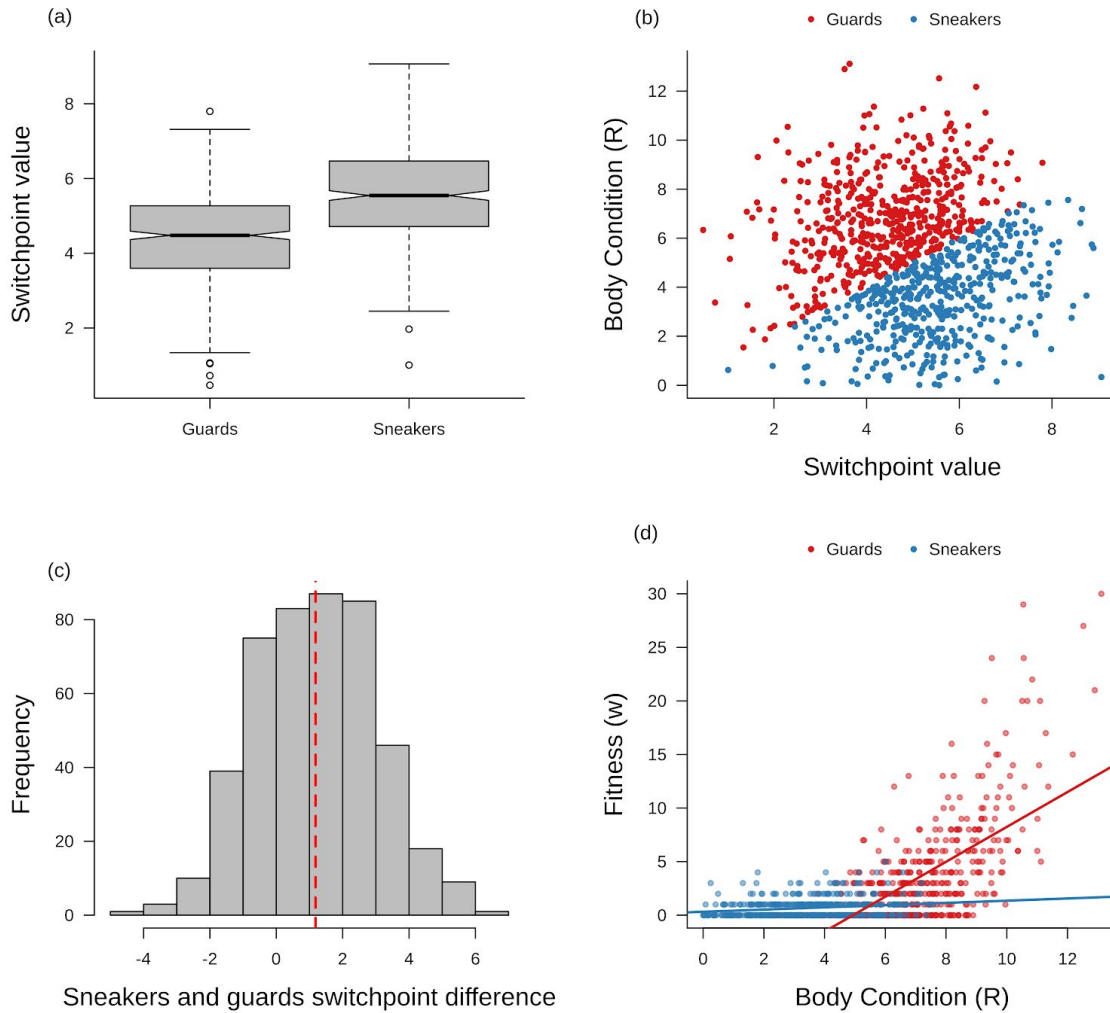 (a)
Switchpoint value
8
6
4
2
Guards
Sneakers
(b)
Guards Sneakers
Body Condition (R)
12
10
8
6
4
2
0
2 4 6 8
Switchpoint value
(c)
Frequency
80
60
40
20
0
-4 -2 0 2 4 6
Sneakers and guards switchpoint difference
(d)
Guards Sneakers
Fitness (w)
30
25
20
15
10
5
0
0 2 4 6 8 10 12
Body Condition (R)